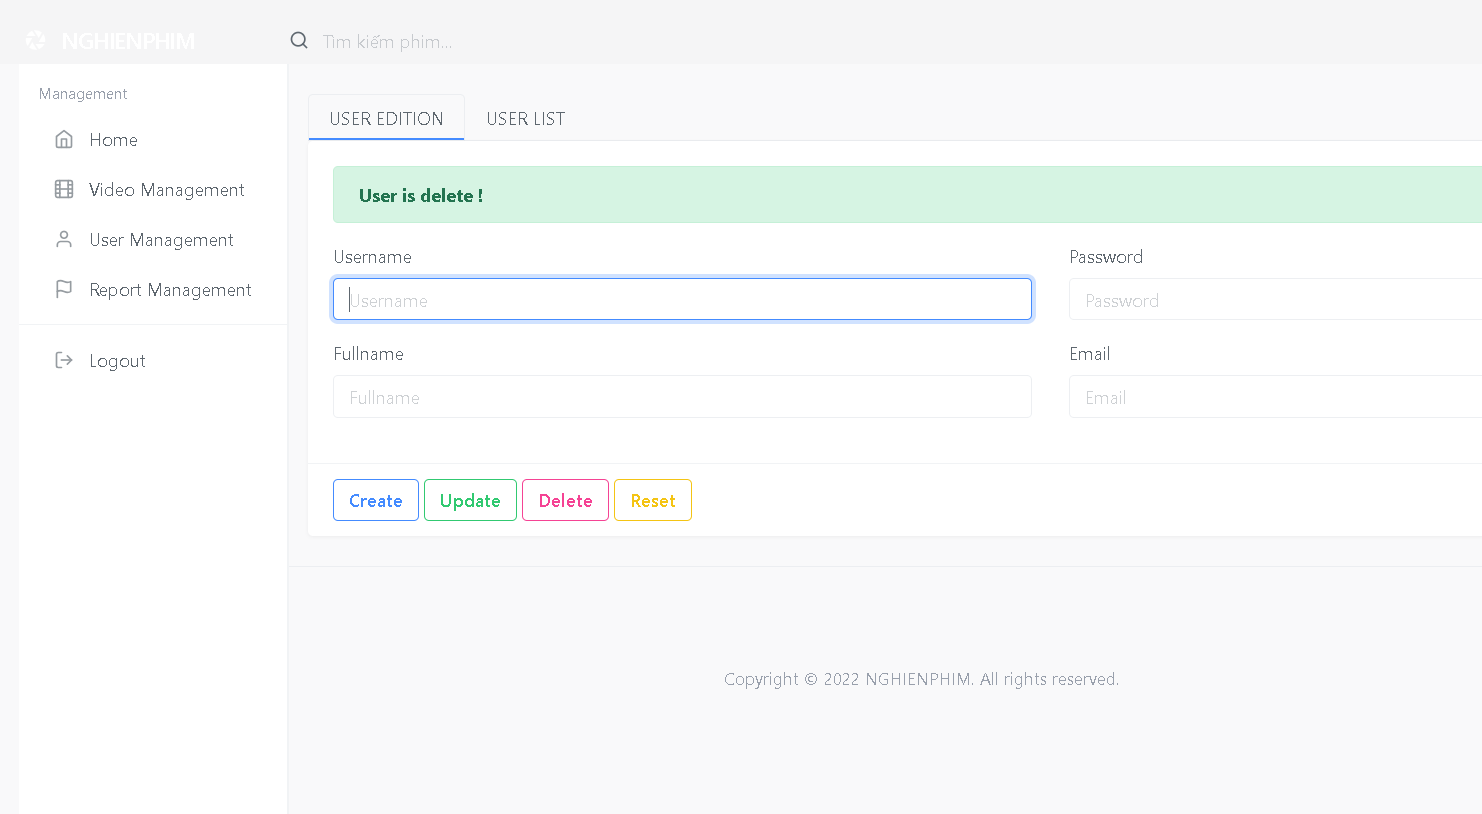 NGHIENPHIM
Tìm kiếm phim...
Management
Home
Video Management
User Management
Report Management
Logout
USER EDITION
USER LIST
User is delete !
Username
Password
Username
Password
Fullname
Email
Fullname
Email
Create
Update
Delete
Reset
Copyright © 2022 NGHIENPHIM. All rights reserved.